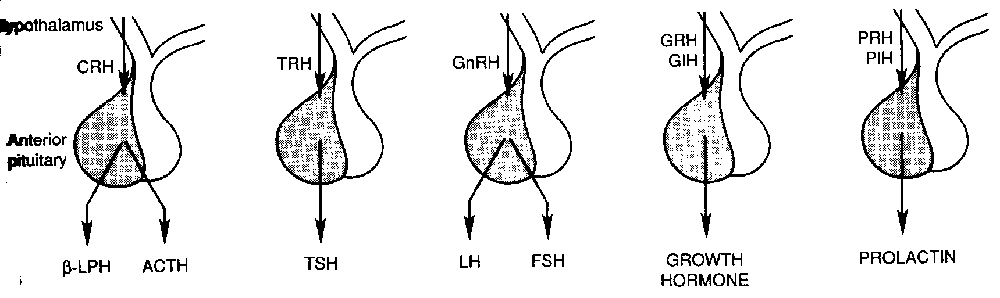 Hypothalamus
CRH
TRH
GnRH
GRH
GIH
PRH
PIH
Anterior
pituitary
β-LPH
ACTH
TSH
LH
FSH
GROWTH
HORMONE
PROLACTIN